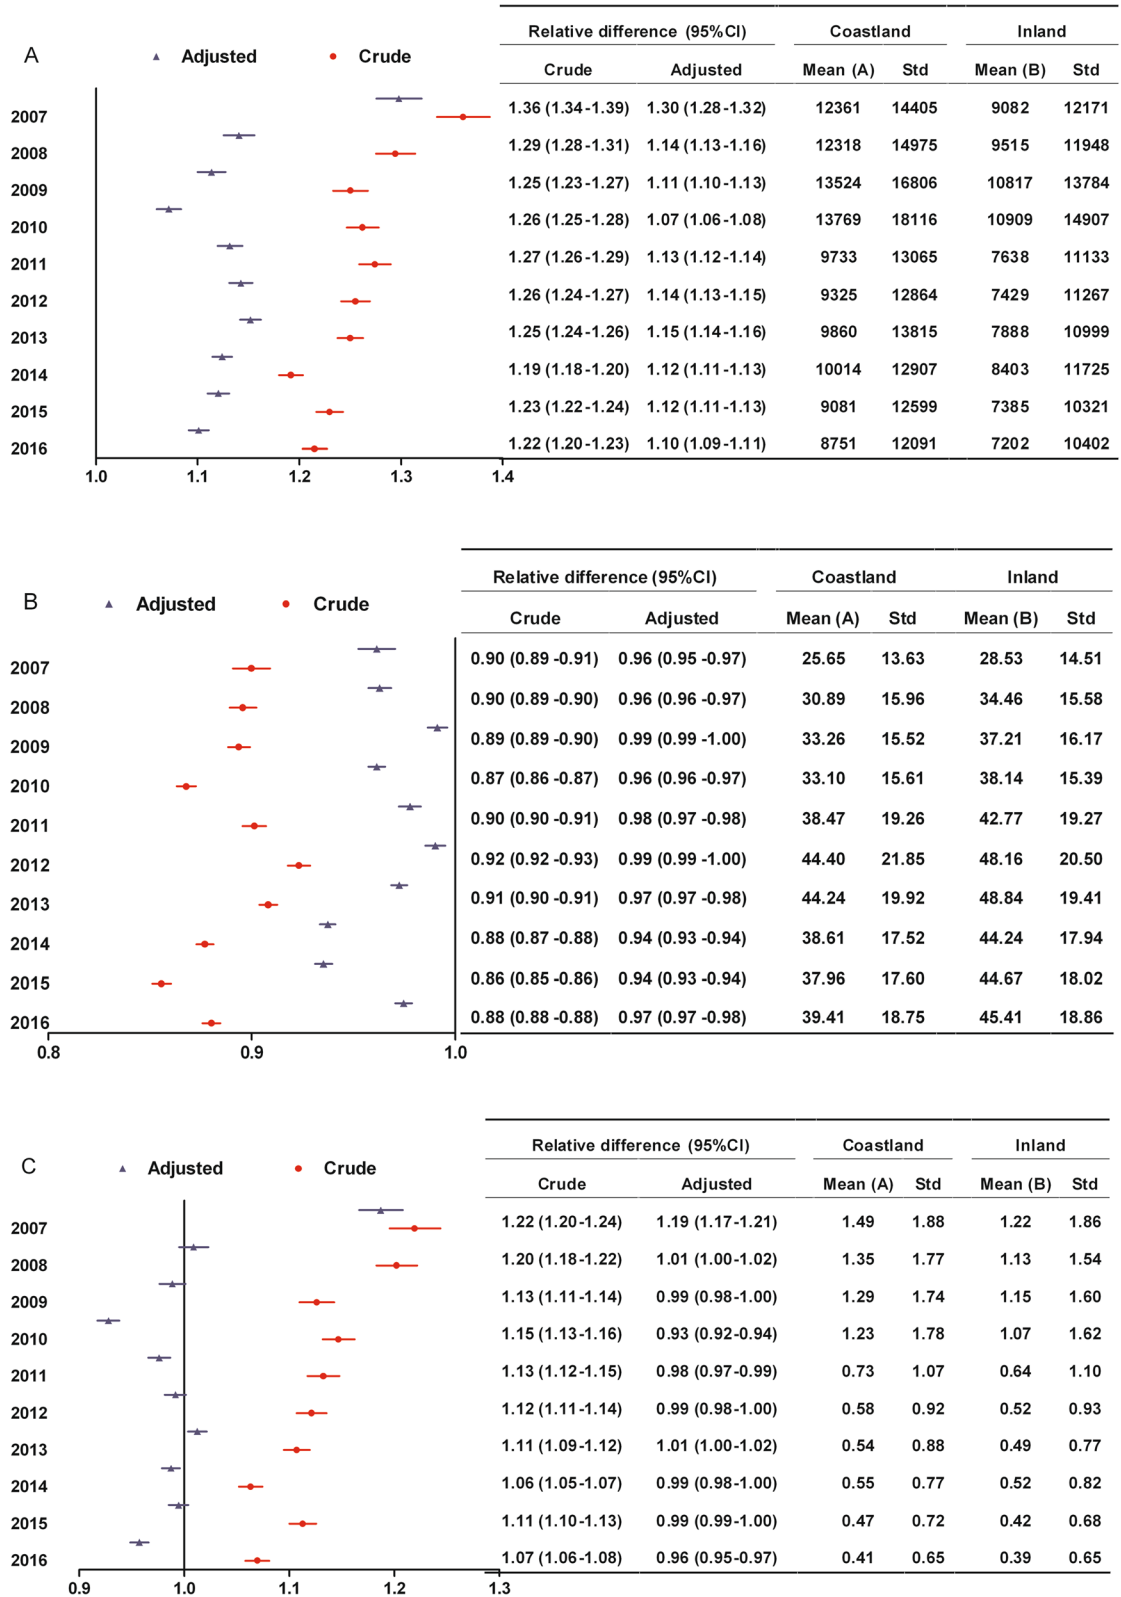 Relative difference (95%CI) Coastland Inland
A Adjusted Crude
Crude Adjusted Mean (A) Std Mean (B) Std
2007 1.36 (1.34 -1.39) 1.30 (1.28 -1.32) 12361 14405 9082 12171
2008 1.29 (1.28 -1.31) 1.14 (1.13 -1.16) 12318 14975 9515 11948
2009 1.25 (1.23 -1.27) 1.11 (1.10 -1.13) 13524 16806 10817 13784
2010 1.26 (1.25 -1.28) 1.07 (1.06 -1.08) 13769 18116 10909 14907
2011 1.27 (1.26 -1.29) 1.13 (1.12 -1.14) 9733 13065 7638 11133
2012 1.26 (1.24 -1.27) 1.14 (1.13 -1.15) 9325 12864 7429 11267
2013 1.25 (1.24 -1.26) 1.15 (1.14 -1.16) 9860 13815 7888 10999
2014 1.19 (1.18 -1.20) 1.12 (1.11 -1.13) 10014 12907 8403 11725
2015 1.23 (1.22 -1.24) 1.12 (1.11 -1.13) 9081 12599 7385 10321
2016 1.22 (1.20 -1.23) 1.10 (1.09 -1.11) 8751 12091 7202 10402
1.0 1.1 1.2 1.3 1.4
Relative difference (95%CI) Coastland Inland
B Adjusted Crude
Crude Adjusted Mean (A) Std Mean (B) Std
2007 0.90 (0.89 -0.91) 0.96 (0.95 -0.97) 25.65 13.63 28.53 14.51
2008 0.90 (0.89 -0.90) 0.96 (0.96 -0.97) 30.89 15.96 34.46 15.58
2009 0.89 (0.89 -0.90) 0.99 (0.99 -1.00) 33.26 15.52 37.21 16.17
2010 0.87 (0.86 -0.87) 0.96 (0.96 -0.97) 33.10 15.61 38.14 15.39
2011 0.90 (0.90 -0.91) 0.98 (0.97 -0.98) 38.47 19.26 42.77 19.27
2012 0.92 (0.92 -0.93) 0.99 (0.99 -1.00) 44.40 21.85 48.16 20.50
2013 0.91 (0.90 -0.91) 0.97 (0.97 -0.98) 44.24 19.92 48.84 19.41
2014 0.88 (0.87 -0.88) 0.94 (0.93 -0.94) 38.61 17.52 44.24 17.94
2015 0.86 (0.85 -0.86) 0.94 (0.93 -0.94) 37.96 17.60 44.67 18.02
2016 0.88 (0.88 -0.88) 0.97 (0.97 -0.98) 39.41 18.75 45.41 18.86
0.8 0.9 1.0
Relative difference (95%CI) Coastland Inland
C Adjusted Crude
Crude Adjusted Mean (A) Std Mean (B) Std
2007 1.22 (1.20 -1.24) 1.19 (1.17-1.21) 1.49 1.88 1.22 1.86
2008 1.20 (1.18 -1.22) 1.01 (1.00-1.02) 1.35 1.77 1.13 1.54
2009 1.13 (1.11 -1.14) 0.99 (0.98-1.00) 1.29 1.74 1.15 1.60
2010 1.15 (1.13 -1.16) 0.93 (0.92-0.94) 1.23 1.78 1.07 1.62
2011 1.13 (1.12 -1.15) 0.98 (0.97-0.99) 0.73 1.07 0.64 1.10
2012 1.12 (1.11 -1.14) 0.99 (0.98-1.00) 0.58 0.92 0.52 0.93
2013 1.11 (1.09 -1.12) 1.01 (1.00-1.02) 0.54 0.88 0.49 0.77
2014 1.06 (1.05 -1.07) 0.99 (0.98-1.00) 0.55 0.77 0.52 0.82
2015 1.11 (1.10 -1.13) 0.99 (0.99-1.00) 0.47 0.72 0.42 0.68
2016 1.07 (1.06 -1.08) 0.96 (0.95-0.97) 0.41 0.65 0.39 0.65
0.9 1.0 1.1 1.2 1.3